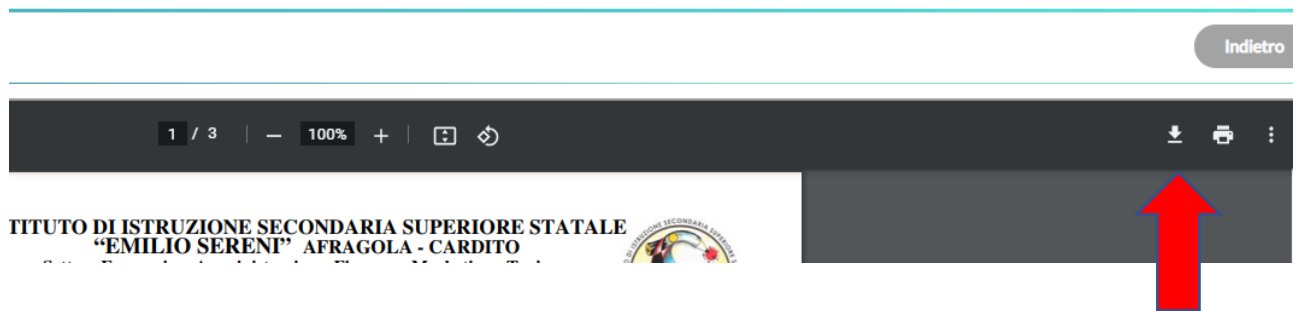 Indietro
1 / 3 100%
TITUTO DI ISTRUZIONE SECONDARIA SUPERIORE STATALE
“EMILIO SERENI” AFRAGOLA - CARDITO